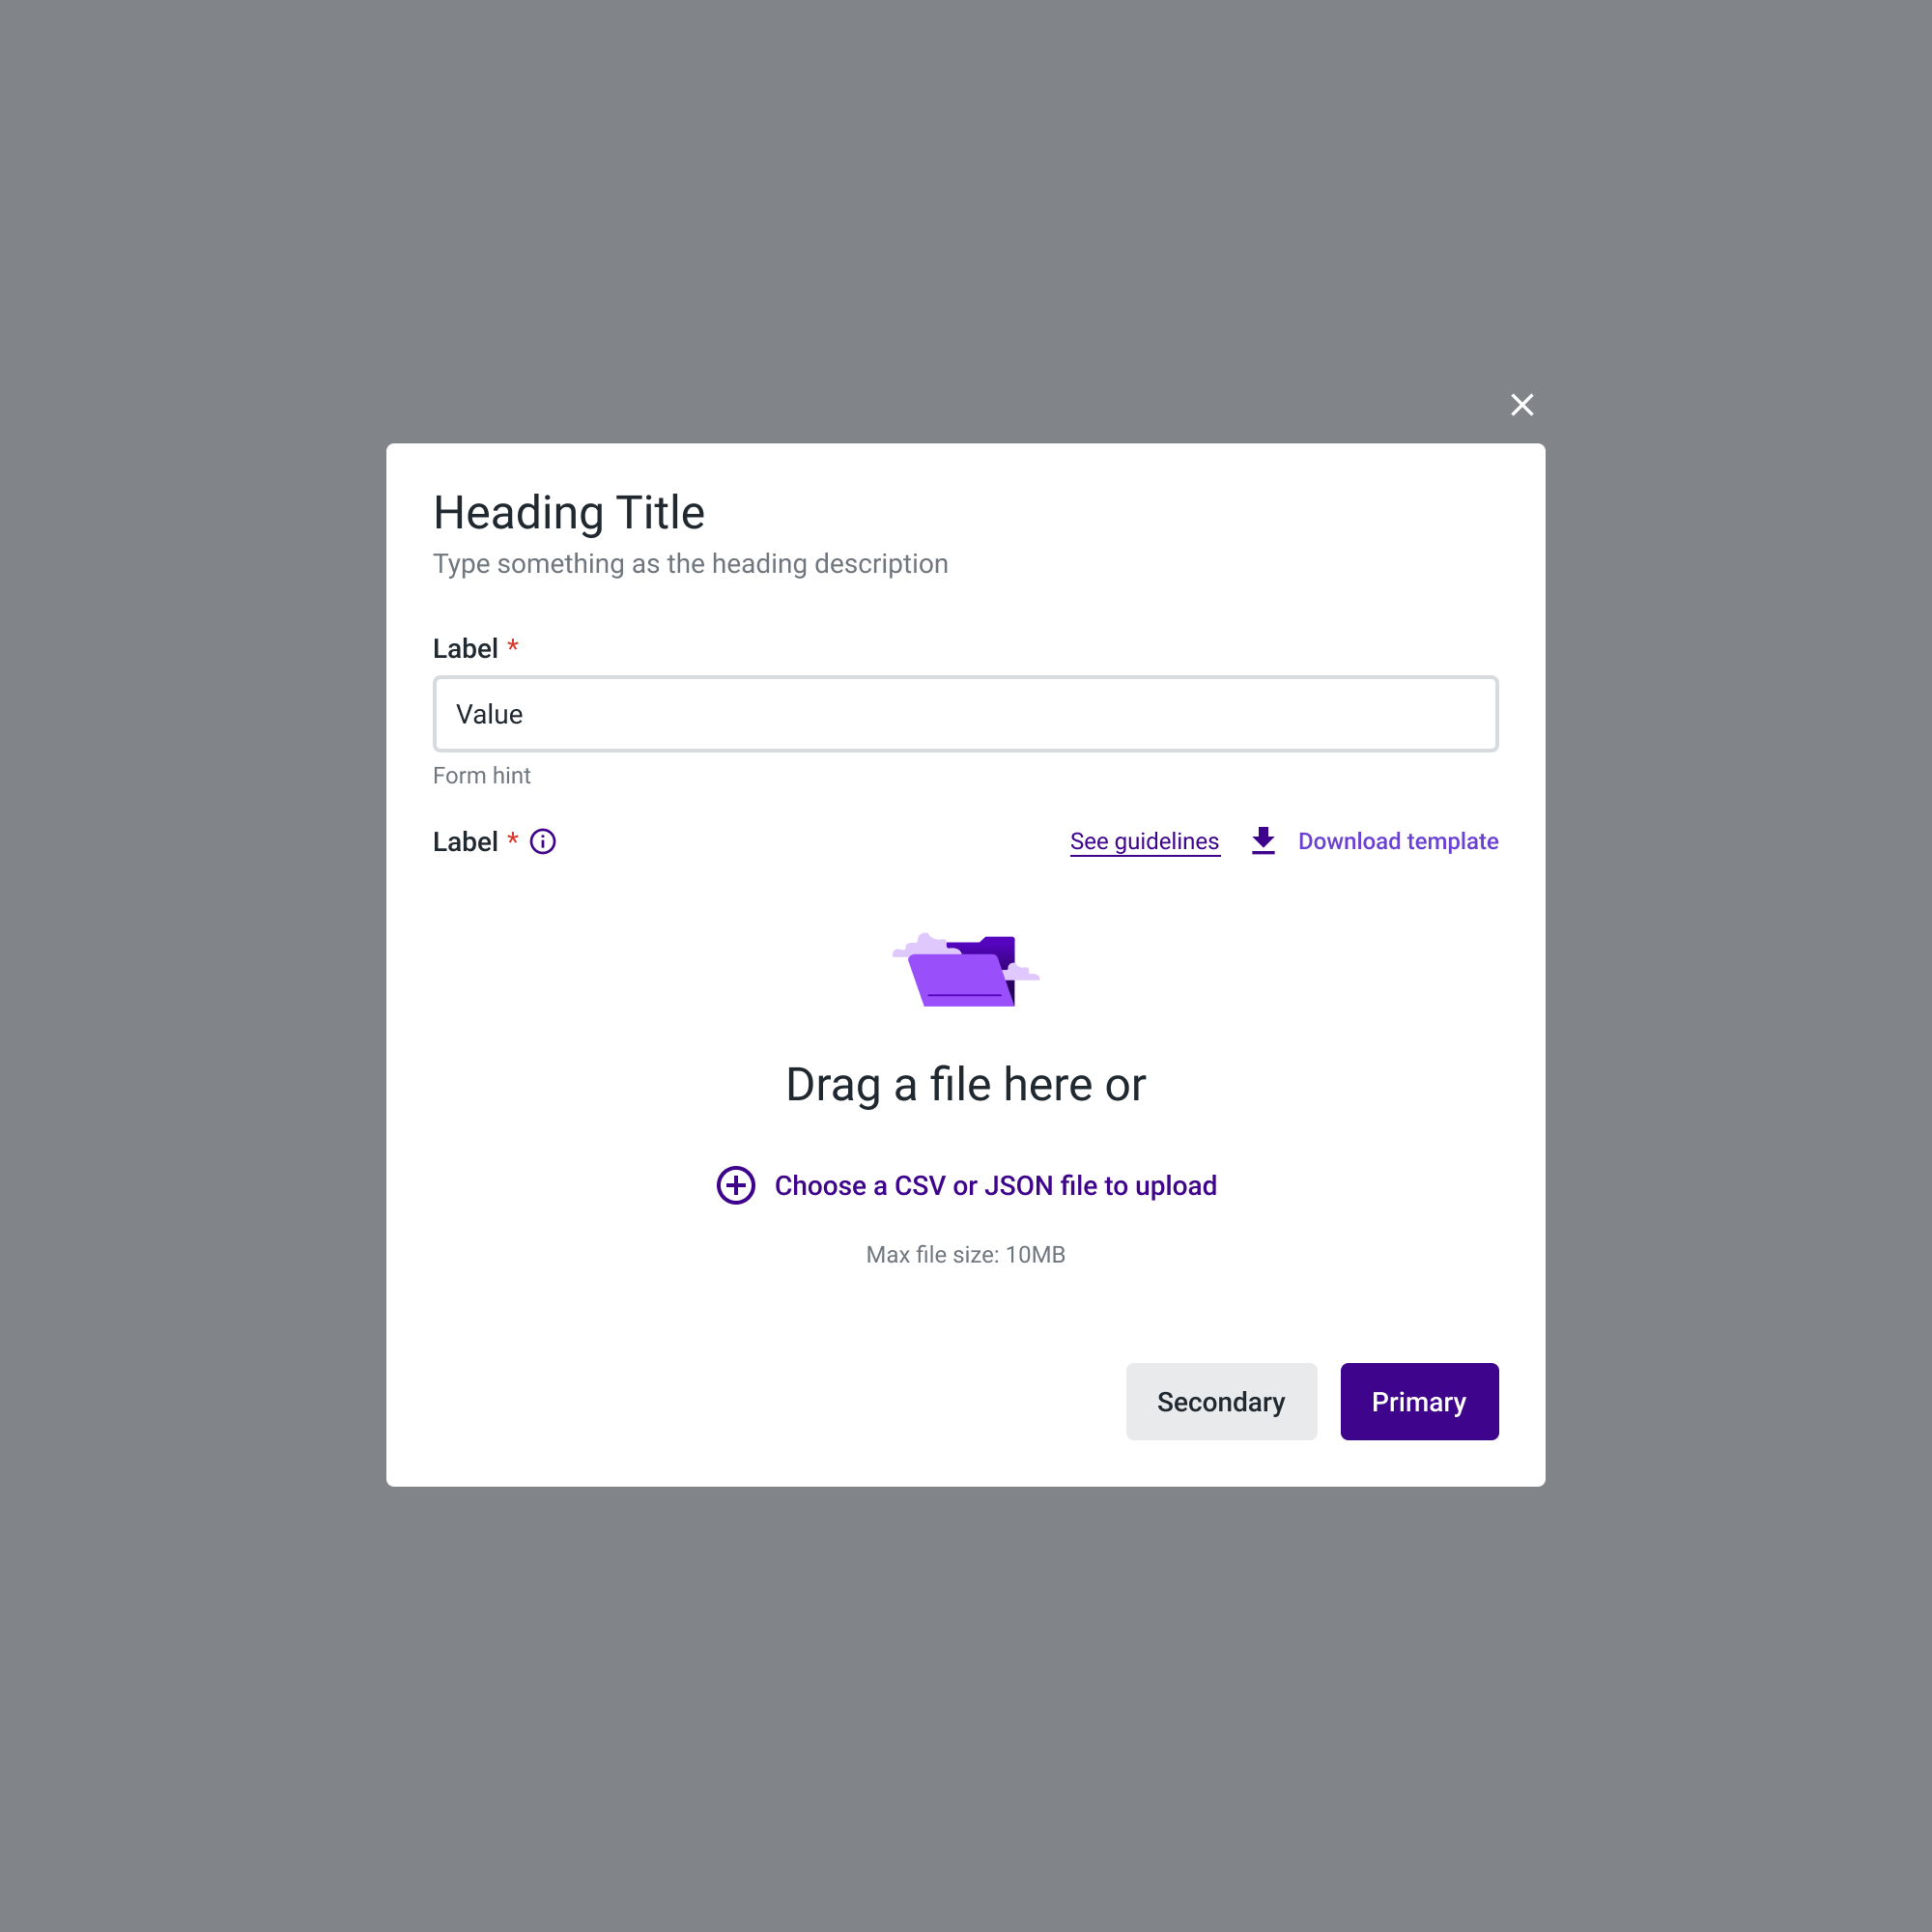 Heading Title
Type something as the heading description
Label *
Value
Form hint
Label * See guidelines Download template
Drag a file here or
Choose a CSV or JSON file to upload
Max file size: 10MB
Secondary Primary